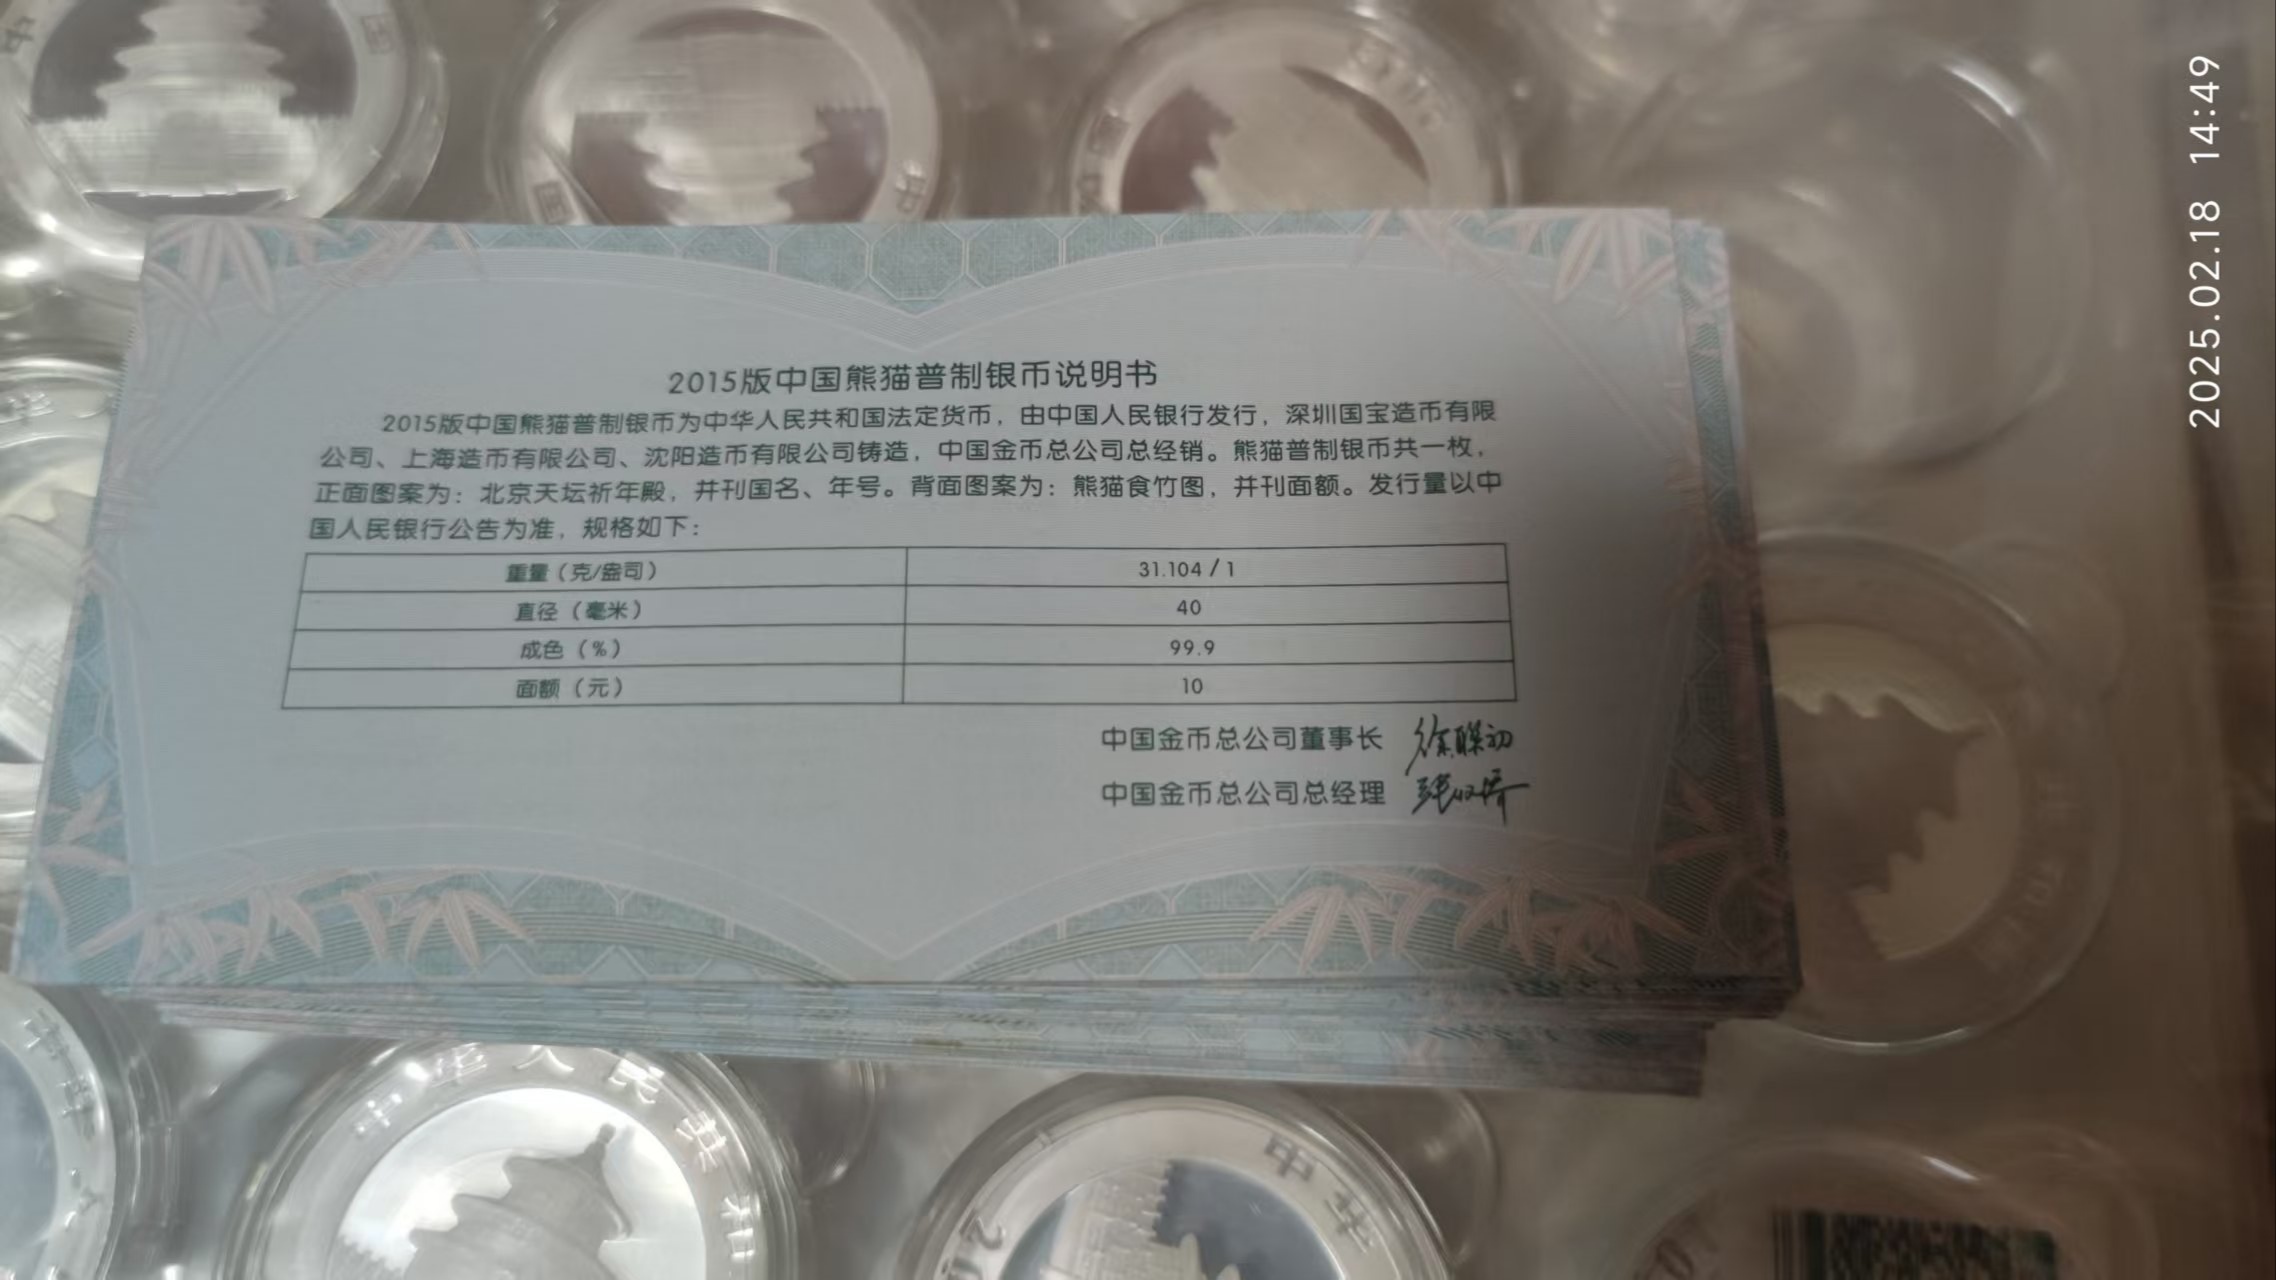 2015版中国熊猫普制银币说明书
2015版中国熊猫普制银币为中华人民共和国法定货币，由中国人民银行发行，深圳国宝造币有限
公司、上海造币有限公司、沈阳造币有限公司铸造，中国金币总公司总经销。熊猫普制银币共一枚，
正面图案为：北京天坛祈年殿，并刊国名、年号。背面图案为：熊猫食竹图，并刊面额。发行量以中
国人民银行公告为准，规格如下：
重量（克/盎司） 31.104 / 1
直径（毫米） 40
成色（%） 99.9
面额（元） 10
中国金币总公司董事长
中国金币总公司总经理
中华人民共和
中华
2025.02.18 14:49